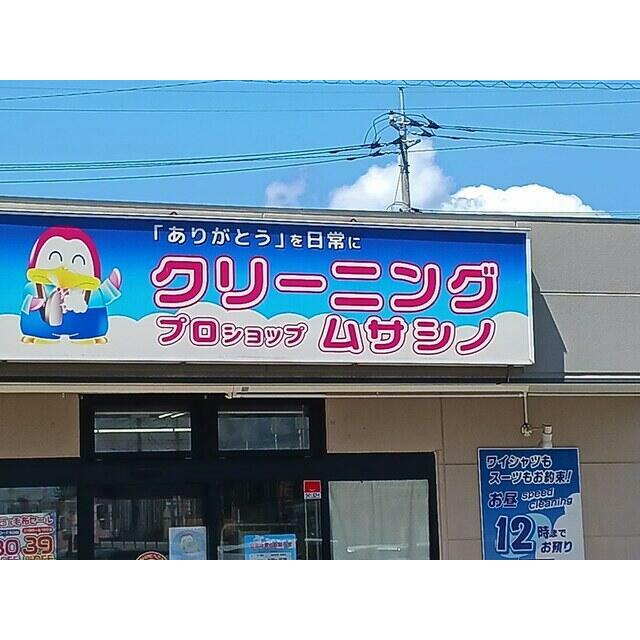 「ありがとう」を日常に
クリーニング
プロショップ ムサシノ
ワイシャツも
スーツもお約束!
お昼 speed cleaning
12時まで
お預り
39